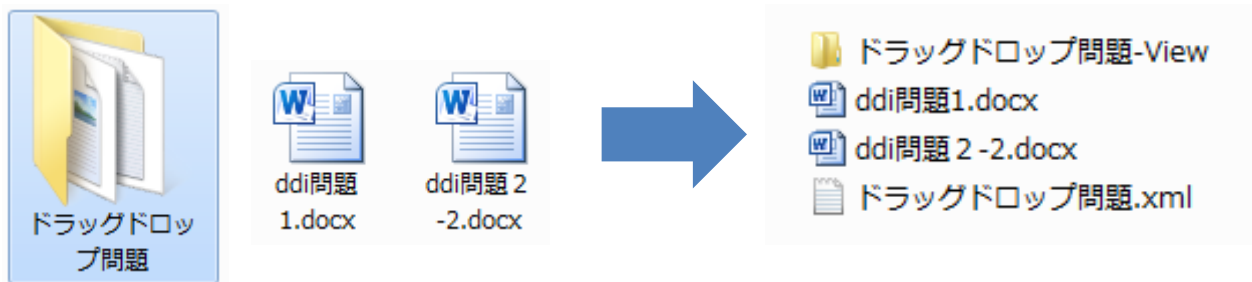 ドラッグドロッ
プ問題
ddi問題
1.docx
ddi問題２
-2.docx
ドラッグドロップ問題-View
ddi問題1.docx
ddi問題２-2.docx
ドラッグドロップ問題.xml